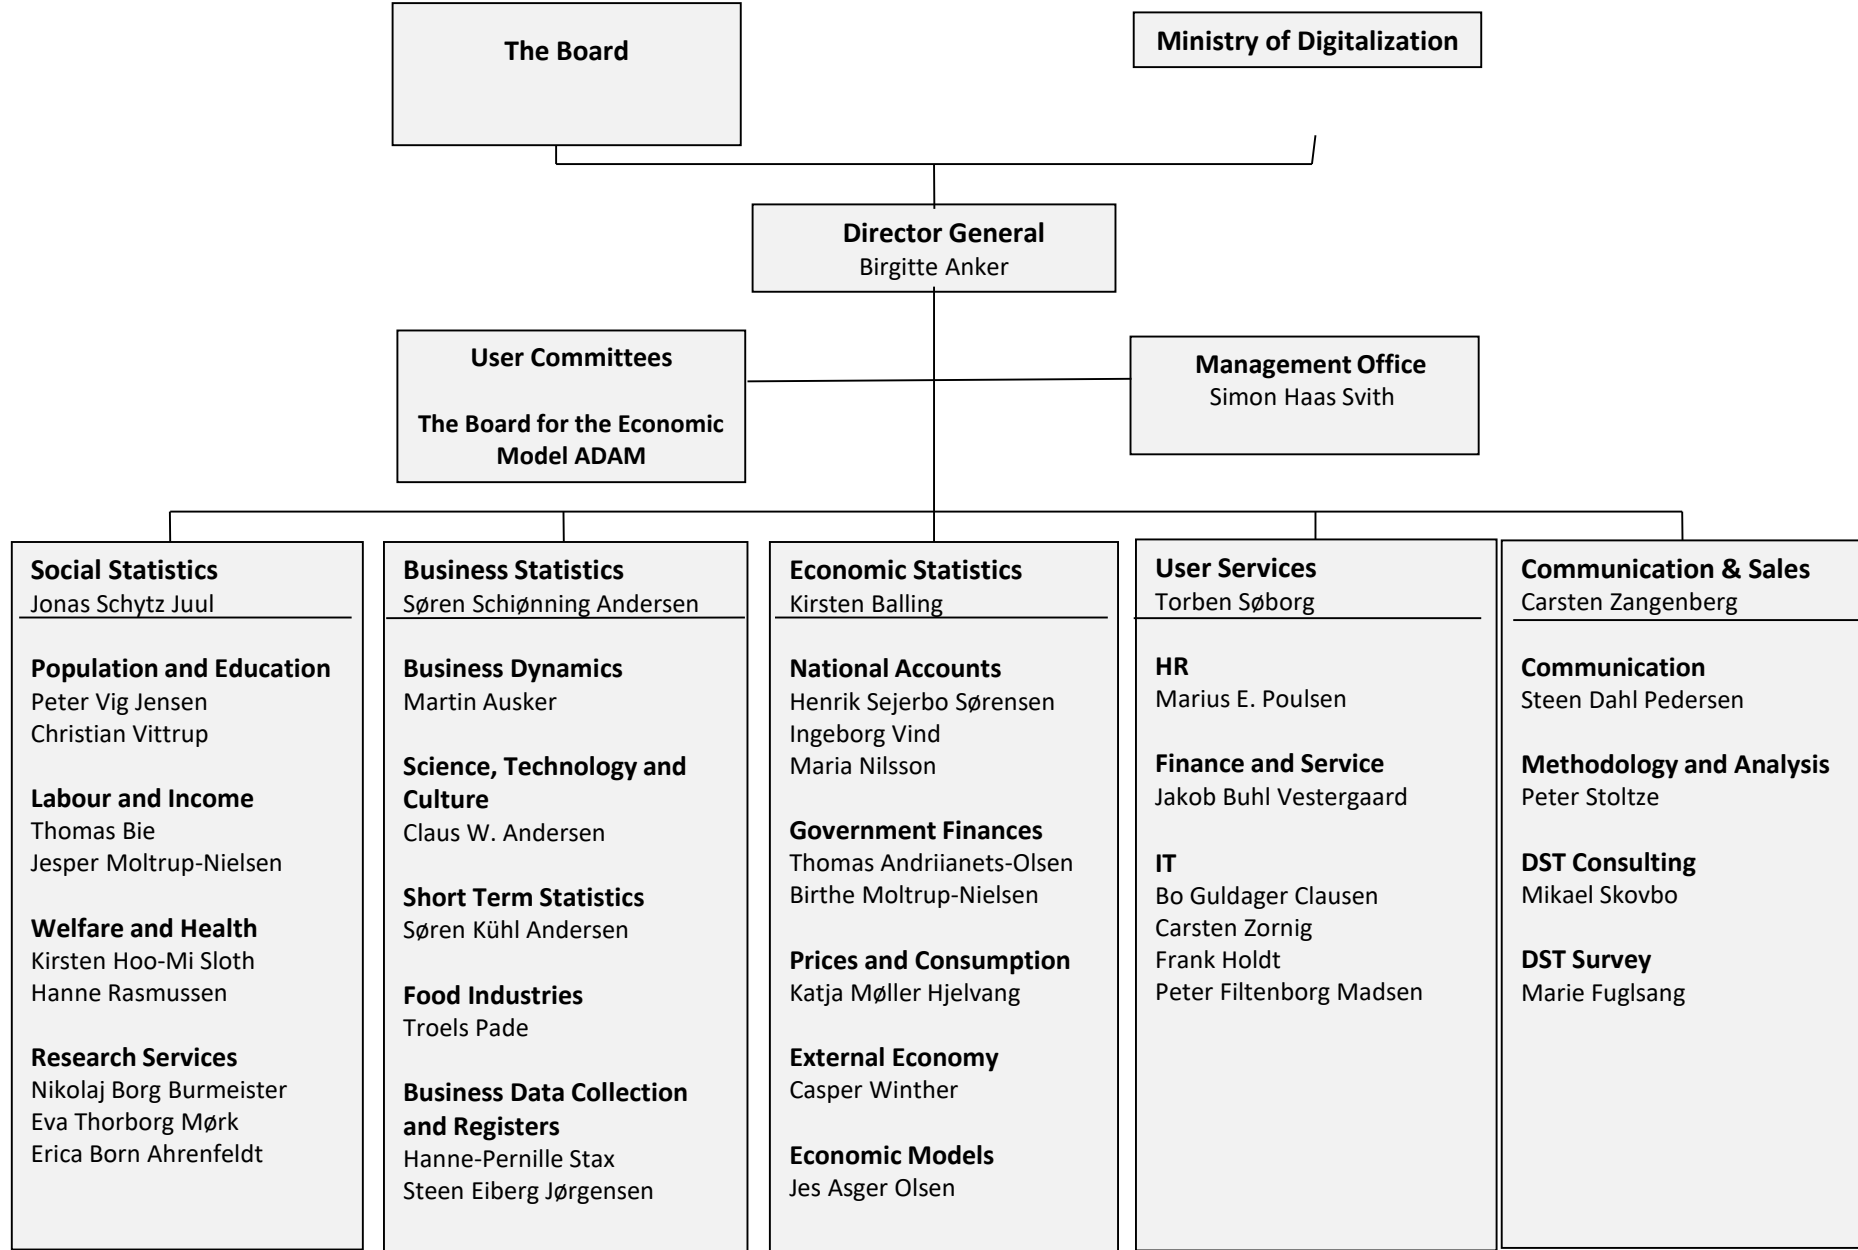 The Board
Ministry of Digitalization
Director General
Birgitte Anker
User Committees
The Board for the Economic
Model ADAM
Management Office
Simon Haas Svith
Social Statistics
Jonas Schytz Juul
Population and Education
Peter Vig Jensen
Christian Vittrup
Labour and Income
Thomas Bie
Jesper Moltrup-Nielsen
Welfare and Health
Kirsten Hoo-Mi Sloth
Hanne Rasmussen
Research Services
Nikolaj Borg Burmeister
Eva Thorborg Mørk
Erica Born Ahrenfeldt
Business Statistics
Søren Schiønning Andersen
Business Dynamics
Martin Ausker
Science, Technology and
Culture
Claus W. Andersen
Short Term Statistics
Søren Kühl Andersen
Food Industries
Troels Pade
Business Data Collection
and Registers
Hanne-Pernille Stax
Steen Eiberg Jørgensen
Economic Statistics
Kirsten Balling
National Accounts
Henrik Sejerbo Sørensen
Ingeborg Vind
Maria Nilsson
Government Finances
Thomas Andriianets-Olsen
Birthe Moltrup-Nielsen
Prices and Consumption
Katja Møller Hjelvang
External Economy
Casper Winther
Economic Models
Jes Asger Olsen
User Services
Torben Søborg
HR
Marius E. Poulsen
Finance and Service
Jakob Buhl Vestergaard
IT
Bo Guldager Clausen
Carsten Zornig
Frank Holdt
Peter Filtenborg Madsen
Communication & Sales
Carsten Zangenberg
Communication
Steen Dahl Pedersen
Methodology and Analysis
Peter Stoltze
DST Consulting
Mikael Skovbo
DST Survey
Marie Fuglsang